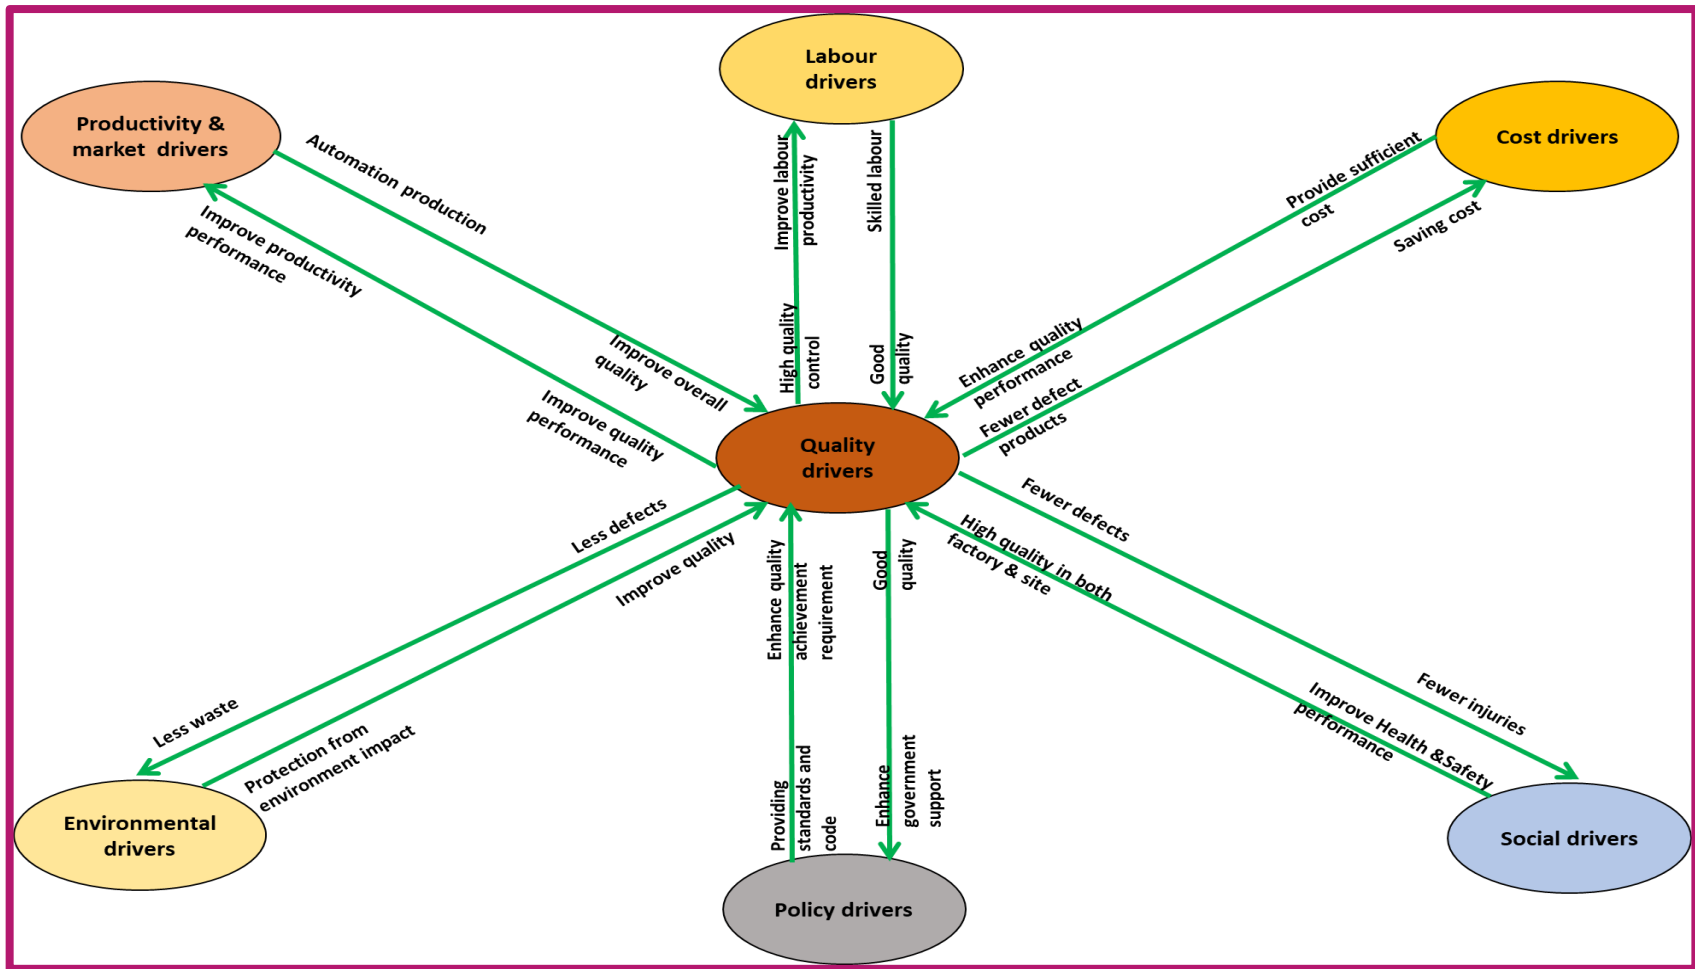 Labour
drivers
Productivity &
market  drivers
Cost drivers
Automation production
Improve productivity
performance
Improve labour
productivity
Skilled labour
Provide sufficient
cost
Saving cost
High quality
control
Good
quality
Improve overall
quality
Enhance quality
performance
Improve quality
performance
Fewer defect
products
Quality
drivers
Less defects
Improve quality
Enhance quality
achievement
requirement
Good
quality
Fewer defects
High quality in both
factory & site
Less waste
Protection from
environment impact
Providing
standards and
code
Enhance
government
support
Fewer injuries
Improve Health &Safety
performance
Environmental
drivers
Policy drivers
Social drivers